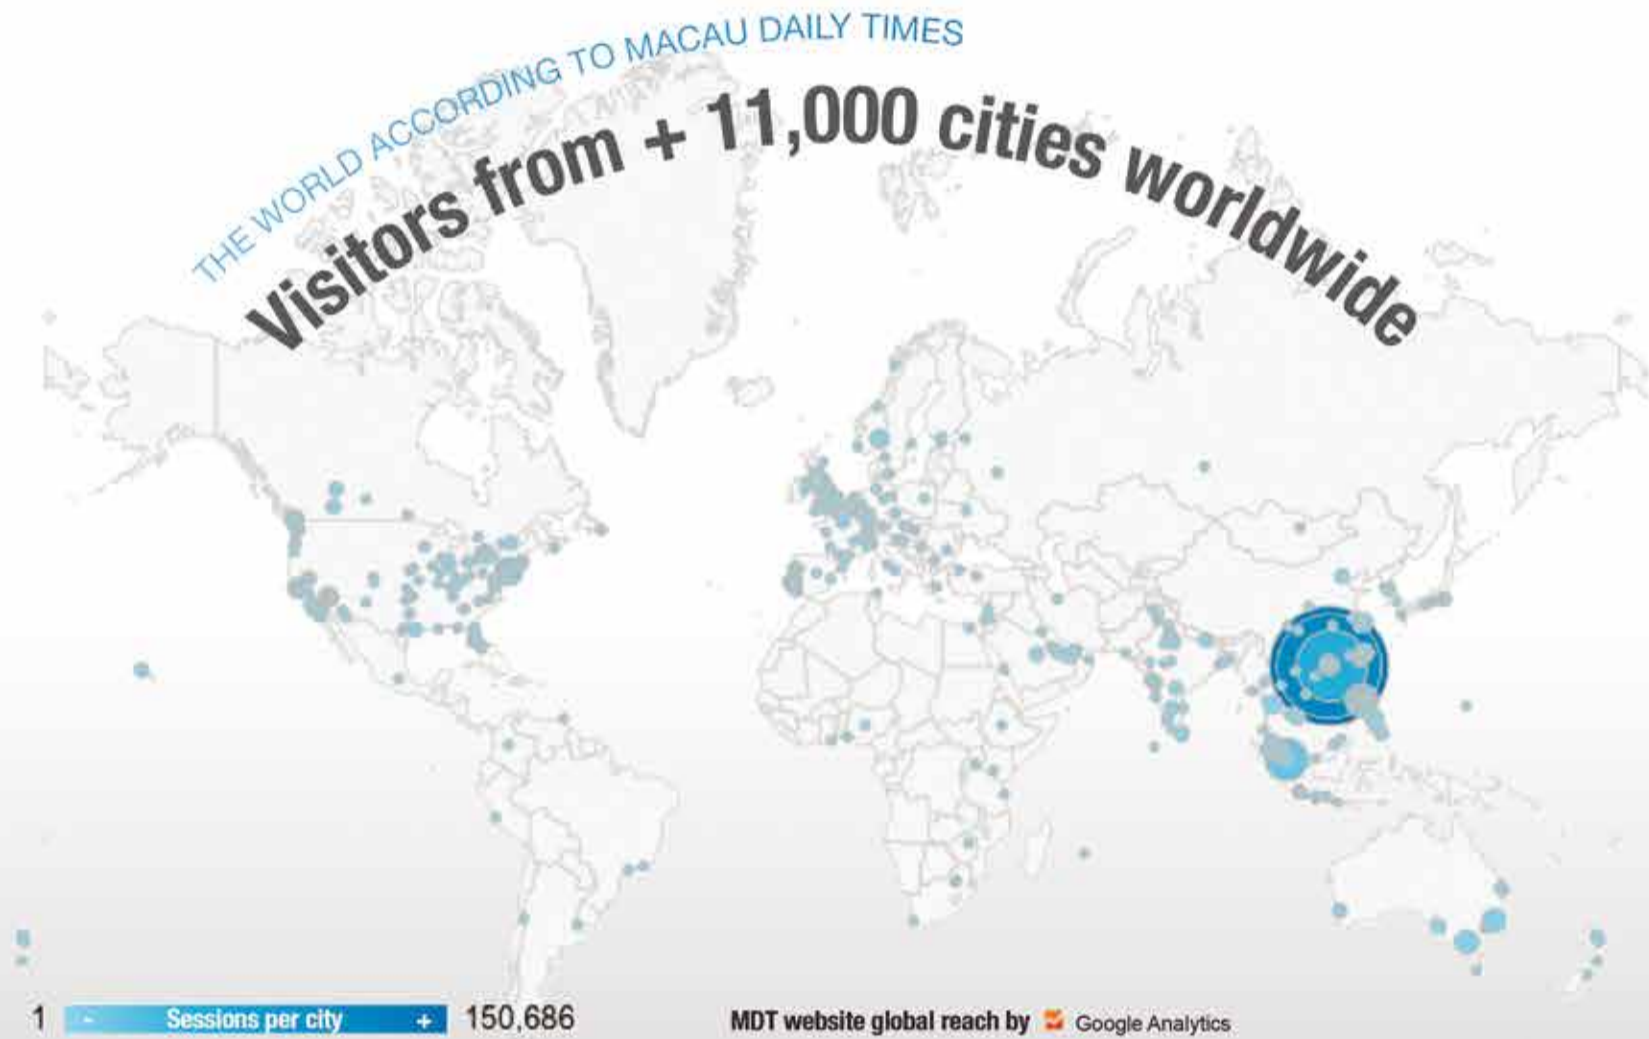 THE WORLD ACCORDING TO MACAU DAILY TIMES
Visitors from + 11,000 cities worldwide
1 - Sessions per city + 150,686
MDT website global reach by Google Analytics